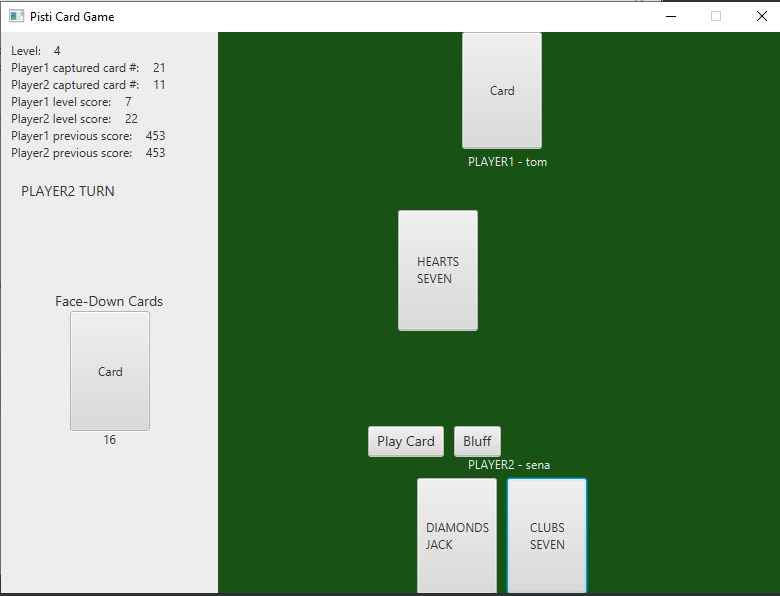 Pisti Card Game
Level: 4
Player1 captured card #: 21
Player2 captured card #: 11
Player1 level score: 7
Player2 level score: 22
Player1 previous score: 453
Player2 previous score: 453
PLAYER2 TURN
Face-Down Cards
Card
16
Card
PLAYER1 - tom
HEARTS
SEVEN
Play Card
Bluff
PLAYER2 - sena
DIAMONDS
JACK
CLUBS
SEVEN